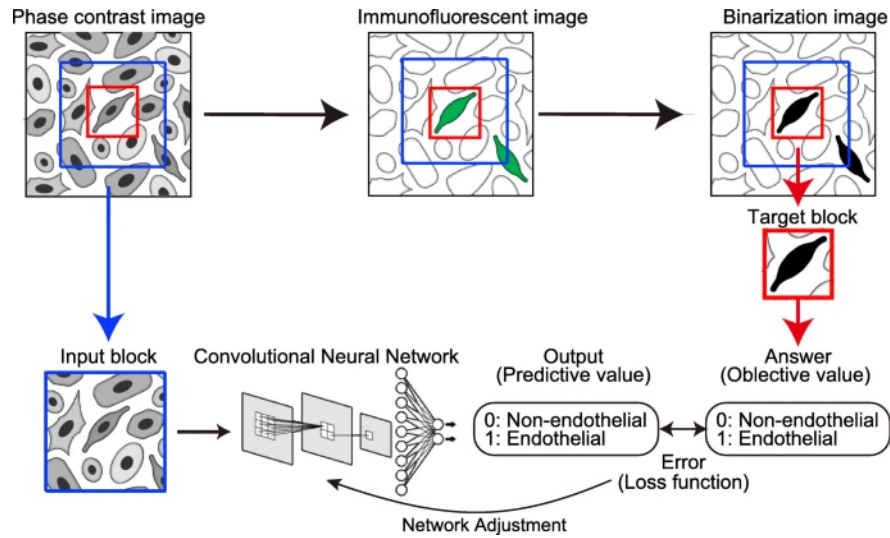 Phase contrast image
Immunofluorescent image
Binarization image
Target block
Input block
Convolutional Neural Network
Output
(Predictive value)
Answer
(Oblective value)
0: Non-endothelial
1: Endothelial
0: Non-endothelial
1: Endothelial
Error
(Loss function)
Network Adjustment